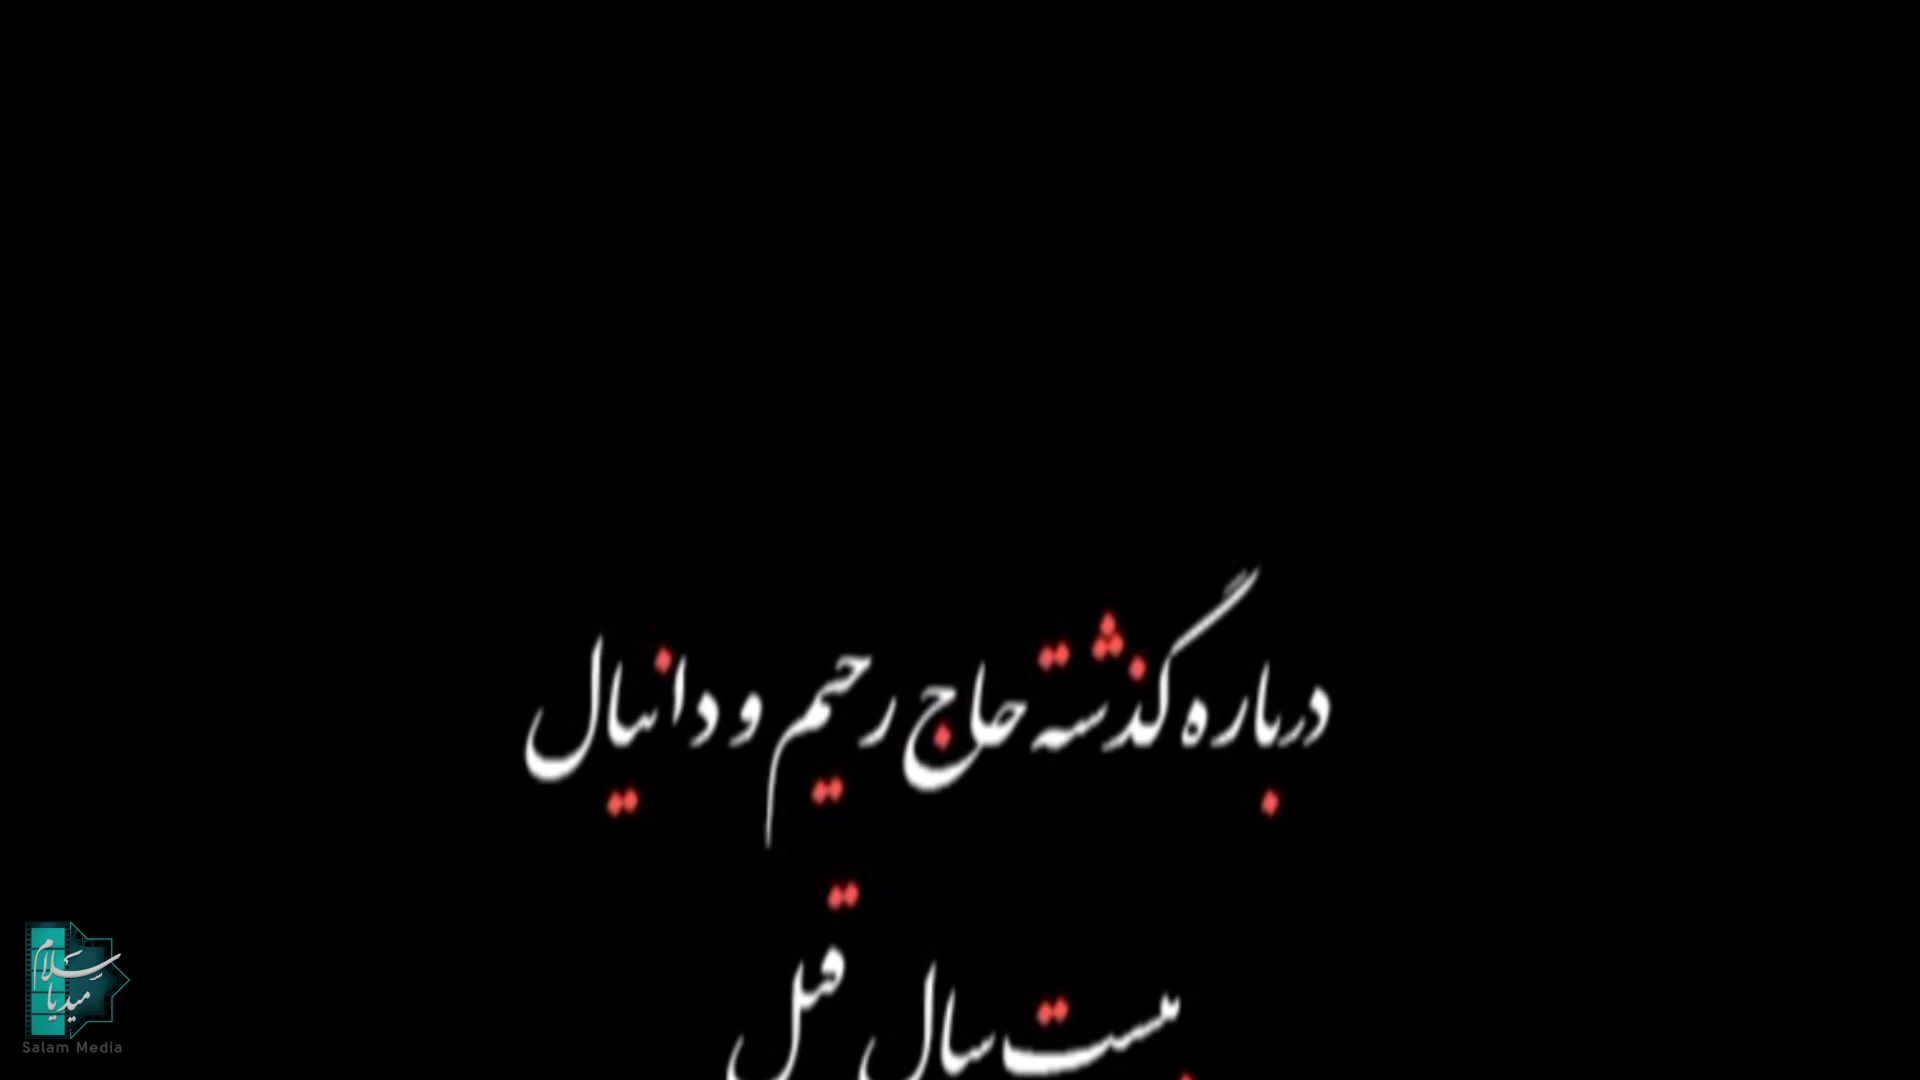 درباره گذشته حاج رحیم و دانیال
بیست سال قبل
سلام
میدیا
Salam Media